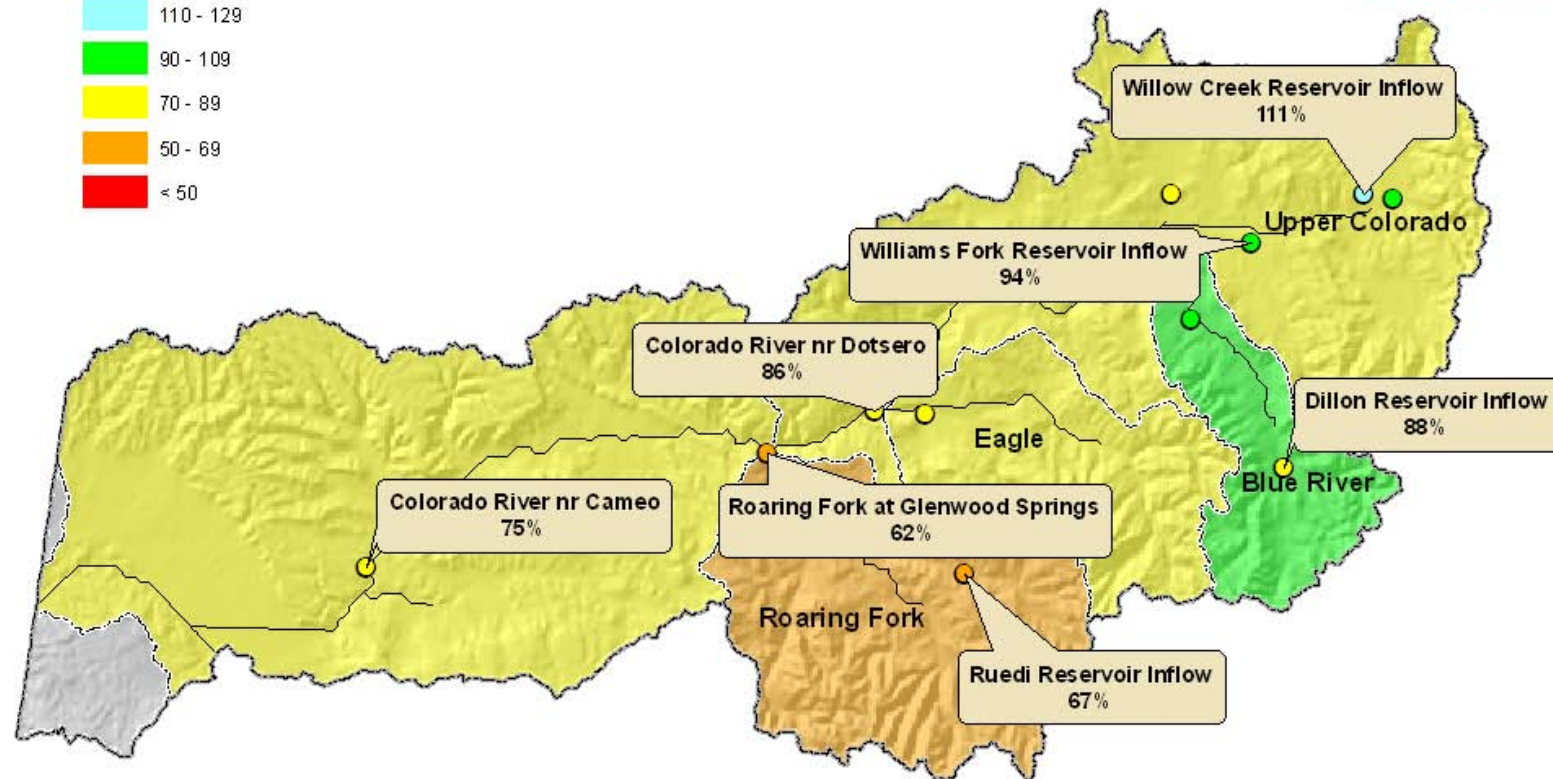 110 - 129
90 - 109
70 - 89
50 - 69
< 50
Willow Creek Reservoir Inflow
111%
Upper Colorado
Williams Fork Reservoir Inflow
94%
Colorado River nr Dotsero
86%
Dillon Reservoir Inflow
88%
Eagle
Blue River
Colorado River nr Cameo
75%
Roaring Fork at Glenwood Springs
62%
Roaring Fork
Ruedi Reservoir Inflow
67%